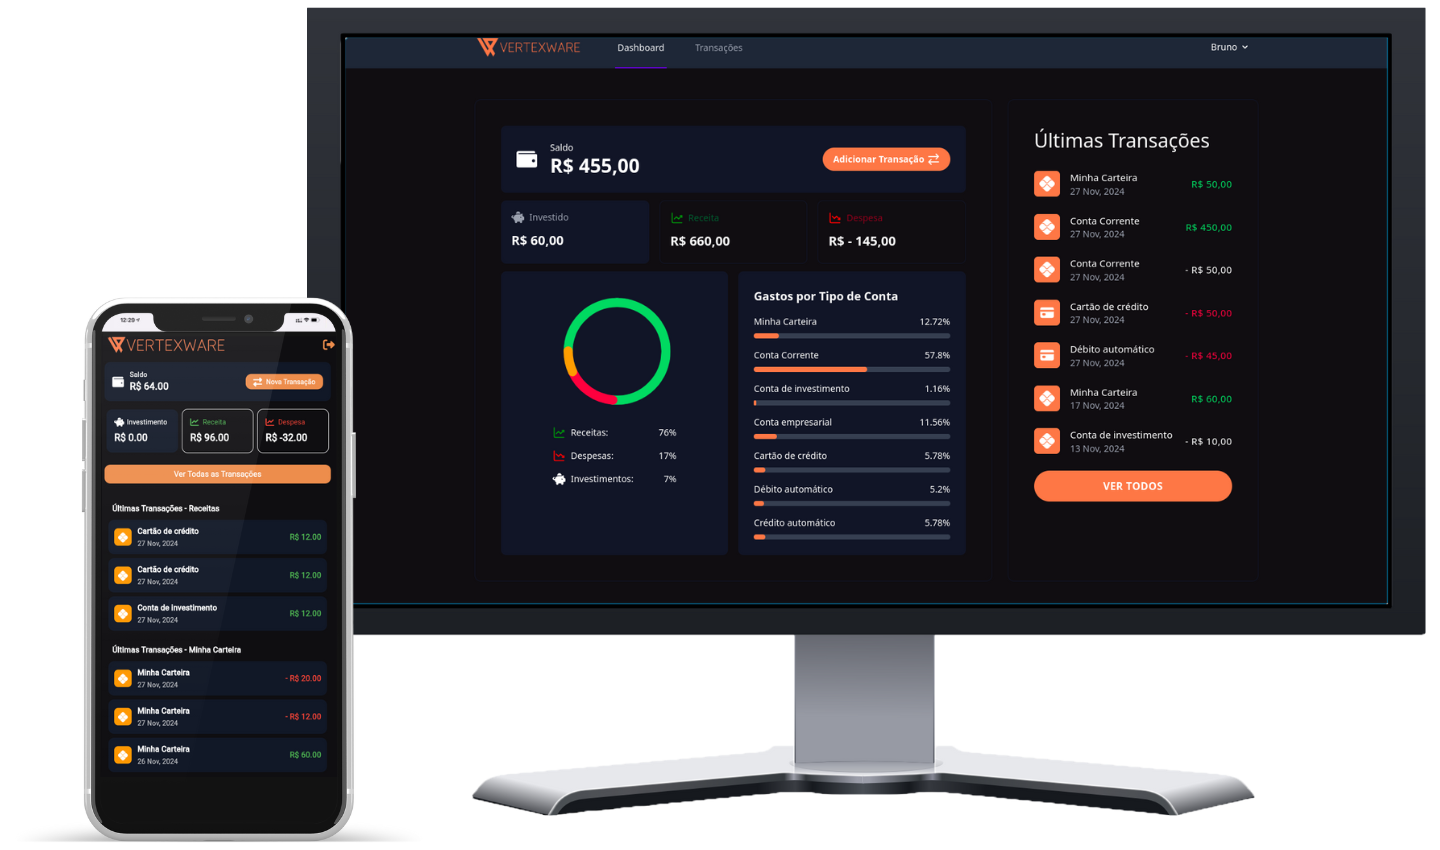 VERTEXWARE
Dashboard
Transações
Bruno
Saldo
R$ 455,00
Adicionar Transação
Investido
R$ 60,00
Receita
R$ 660,00
Despesa
R$ - 145,00
Receitas: 76%
Despesas: 17%
Investimentos: 7%
Gastos por Tipo de Conta
Minha Carteira 12.72%
Conta Corrente 57.8%
Conta de investimento 1.16%
Conta empresarial 11.56%
Cartão de crédito 5.78%
Débito automático 5.2%
Crédito automático 5.78%
Últimas Transações
Minha Carteira
27 Nov, 2024
R$ 50,00
Conta Corrente
27 Nov, 2024
R$ 450,00
Conta Corrente
27 Nov, 2024
- R$ 50,00
Cartão de crédito
27 Nov, 2024
- R$ 50,00
Débito automático
27 Nov, 2024
- R$ 45,00
Minha Carteira
17 Nov, 2024
R$ 60,00
Conta de investimento
13 Nov, 2024
- R$ 10,00
VER TODOS
12:29
VERTEXWARE
Saldo
R$ 64.00
Nova Transação
Investimento
R$ 0.00
Receita
R$ 96.00
Despesa
R$ -32.00
Ver Todas as Transações
Últimas Transações - Receitas
Cartão de crédito
27 Nov, 2024
R$ 12.00
Cartão de crédito
27 Nov, 2024
R$ 12.00
Conta de investimento
27 Nov, 2024
R$ 12.00
Últimas Transações - Minha Carteira
Minha Carteira
27 Nov, 2024
- R$ 20.00
Minha Carteira
27 Nov, 2024
- R$ 12.00
Minha Carteira
26 Nov, 2024
R$ 60.00